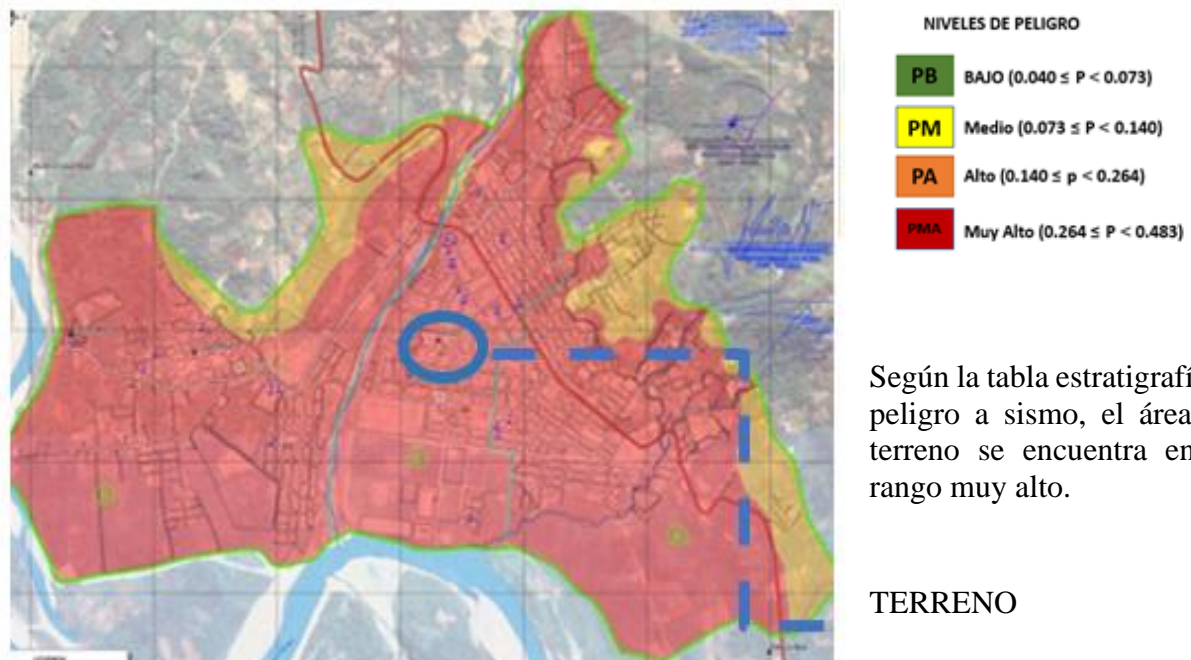 NIVELES DE PELIGRO
PB BAJO (0.040 ≤ P < 0.073)
PM Medio (0.073 ≤ P < 0.140)
PA Alto (0.140 ≤ p < 0.264)
PMA Muy Alto (0.264 ≤ P < 0.483)
Según la tabla estratigrafí
peligro a sismo, el área
terreno se encuentra en
rango muy alto.
TERRENO